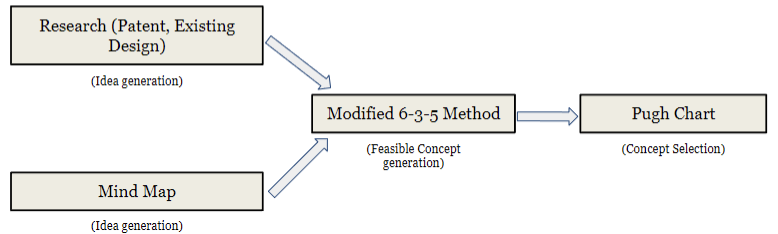 Research (Patent, Existing
Design)
(Idea generation)
Modified 6-3-5 Method
(Feasible Concept
generation)
Pugh Chart
(Concept Selection)
Mind Map
(Idea generation)